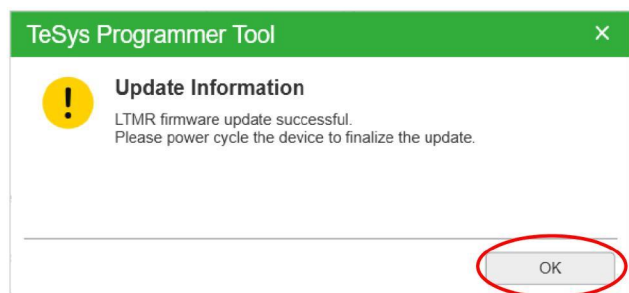 TeSys Programmer Tool
Update Information
LTMR firmware update successful.
Please power cycle the device to finalize the update.
OK